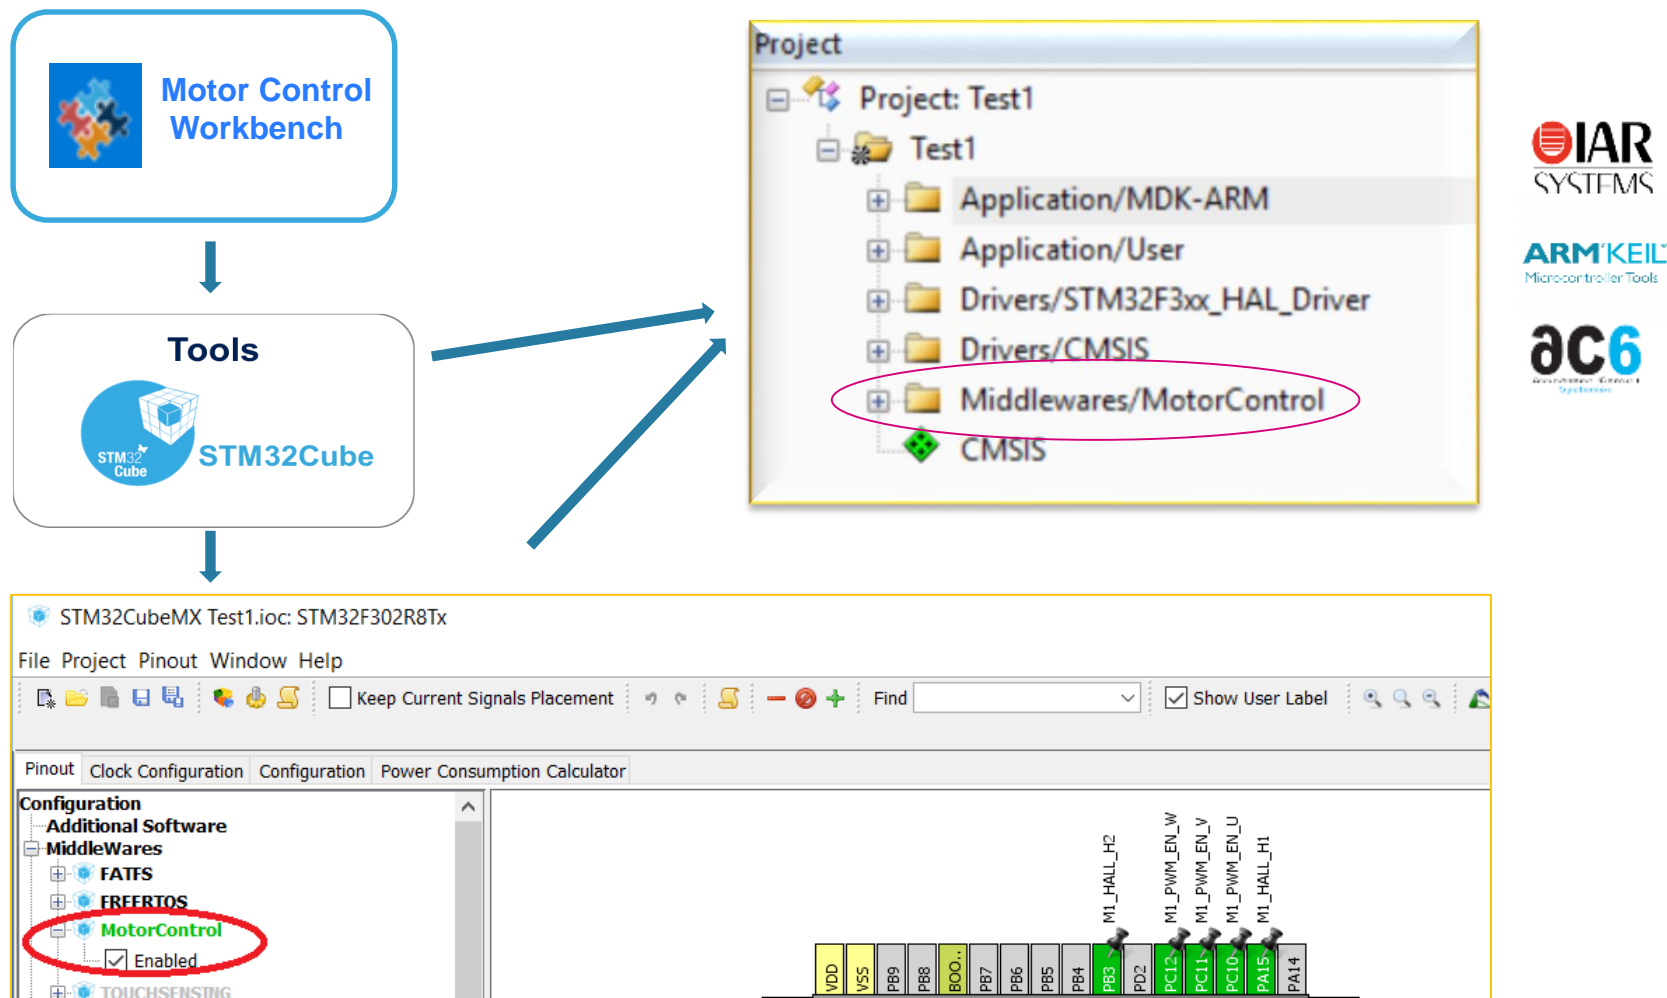 Motor Control
Workbench
Tools
STM32
Cube
STM32Cube
Project
Project: Test1
Test1
Application/MDK-ARM
Application/User
Drivers/STM32F3xx_HAL_Driver
Drivers/CMSIS
Middlewares/MotorControl
CMSIS
IAR
SYSTEMS
ARM KEIL
Microcontroller Tools
ac6
Systemes
STM32CubeMX Test1.ioc: STM32F302R8Tx
File Project Pinout Window Help
Keep Current Signals Placement
Find
Show User Label
Pinout
Clock Configuration
Configuration
Power Consumption Calculator
Configuration
Additional Software
MiddleWares
FATFS
FREERTOS
MotorControl
Enabled
TOUCHSENSING
M1_HALL_H2
M1_PWM_EN_W
M1_PWM_EN_V
M1_PWM_EN_U
M1_HALL_H1
VDD
VSS
PB9
PB8
BOO..
PB7
PB6
PB5
PB4
PB3
PD2
PC12
PC11
PC10
PA15
PA14